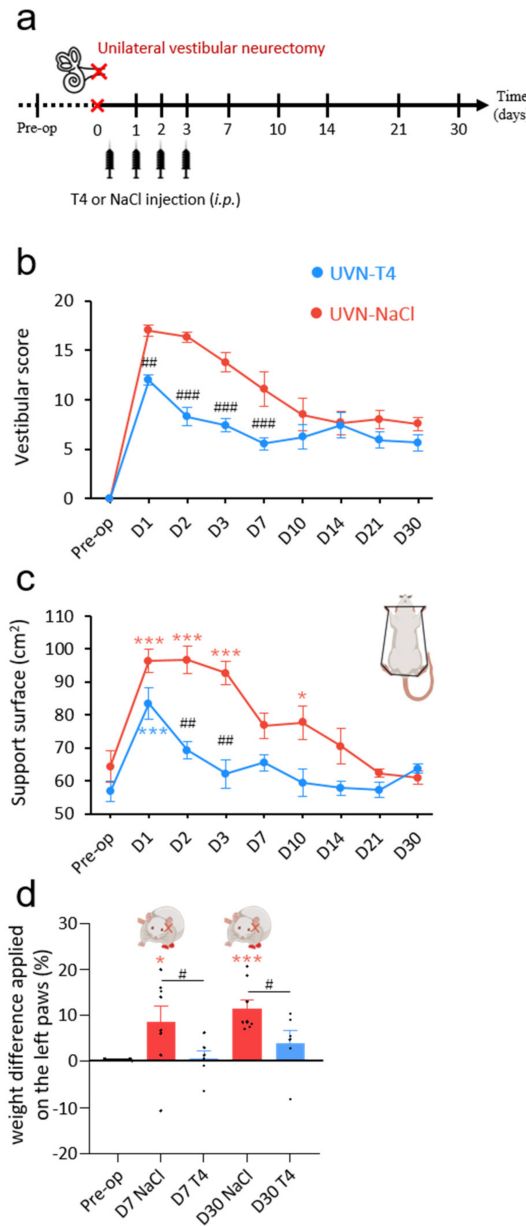 a
Unilateral vestibular neurectomy
Time
(days)
Pre-op
0 1 2 3 7 10 14 21 30
T4 or NaCl injection (i.p.)
b
UVN-T4
UVN-NaCl
Vestibular score
20
15
10
5
0
## ### ### ###
Pre-op D1 D2 D3 D7 D10 D14 D21 D30
c
Support surface (cm²)
110
100
90
80
70
60
50
*** *** *** *
*** ## ##
Pre-op D1 D2 D3 D7 D10 D14 D21 D30
d
weight difference applied
on the left paws (%)
30
20
10
0
-10
-20
* # *** #
Pre-op D7 NaCl D7 T4 D30 NaCl D30 T4